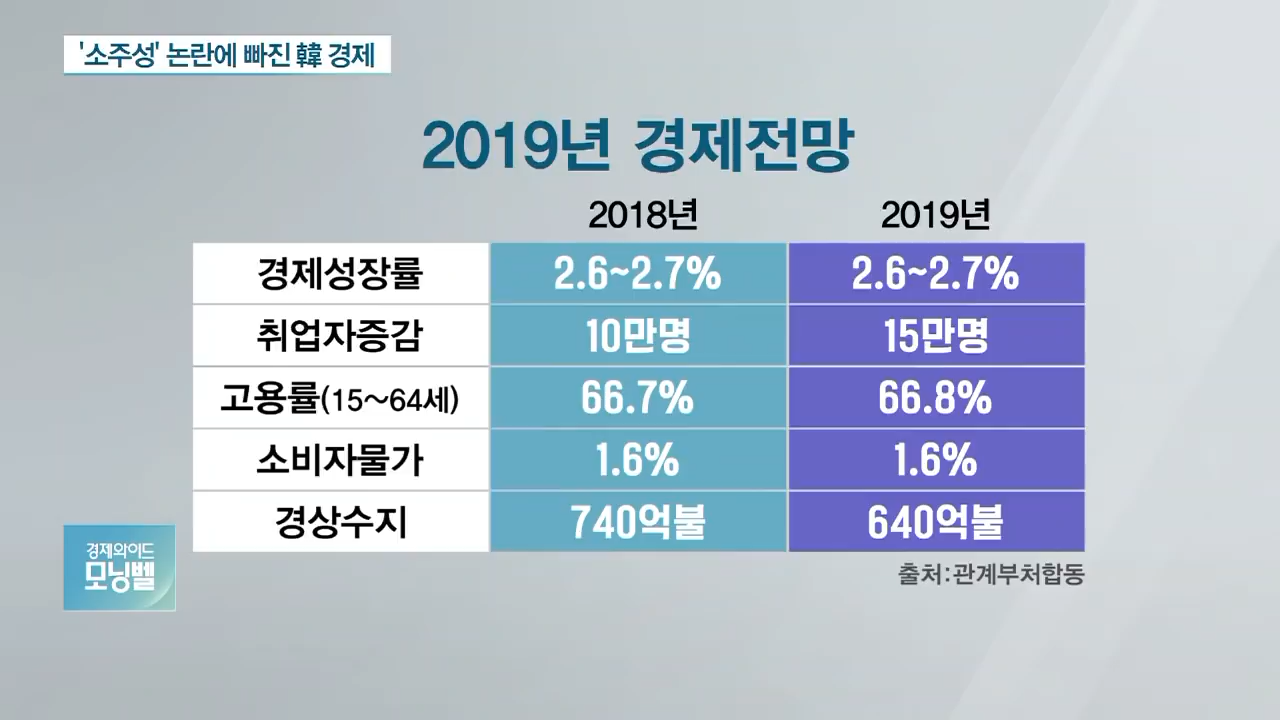 '소주성' 논란에 빠진 韓 경제
2019년 경제전망
2018년 2019년
경제성장률 2.6~2.7% 2.6~2.7%
취업자증감 10만명 15만명
고용률(15~64세) 66.7% 66.8%
소비자물가 1.6% 1.6%
경상수지 740억불 640억불
출처:관계부처합동
경제와이드
모닝벨